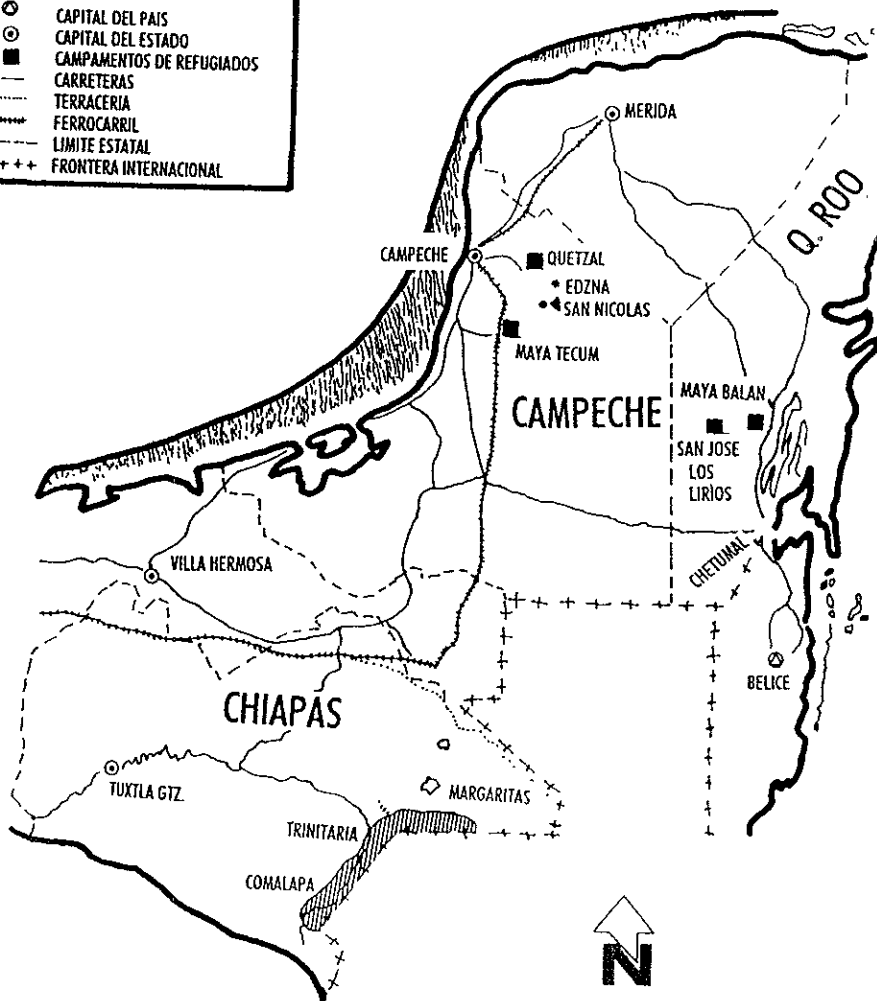 CAPITAL DEL PAIS
CAPITAL DEL ESTADO
CAMPAMENTOS DE REFUGIADOS
CARRETERAS
TERRACERIA
FERROCARRIL
LIMITE ESTATAL
FRONTERA INTERNACIONAL
MERIDA
Q. ROO
CAMPECHE
QUETZAL
EDZNA
SAN NICOLAS
MAYA TECUM
CAMPECHE
MAYA BALAN
SAN JOSE
LOS
LIRIOS
VILLA HERMOSA
CHETUMAL
BELICE
CHIAPAS
TUXTLA GTZ.
MARGARITAS
TRINITARIA
COMALAPA
N